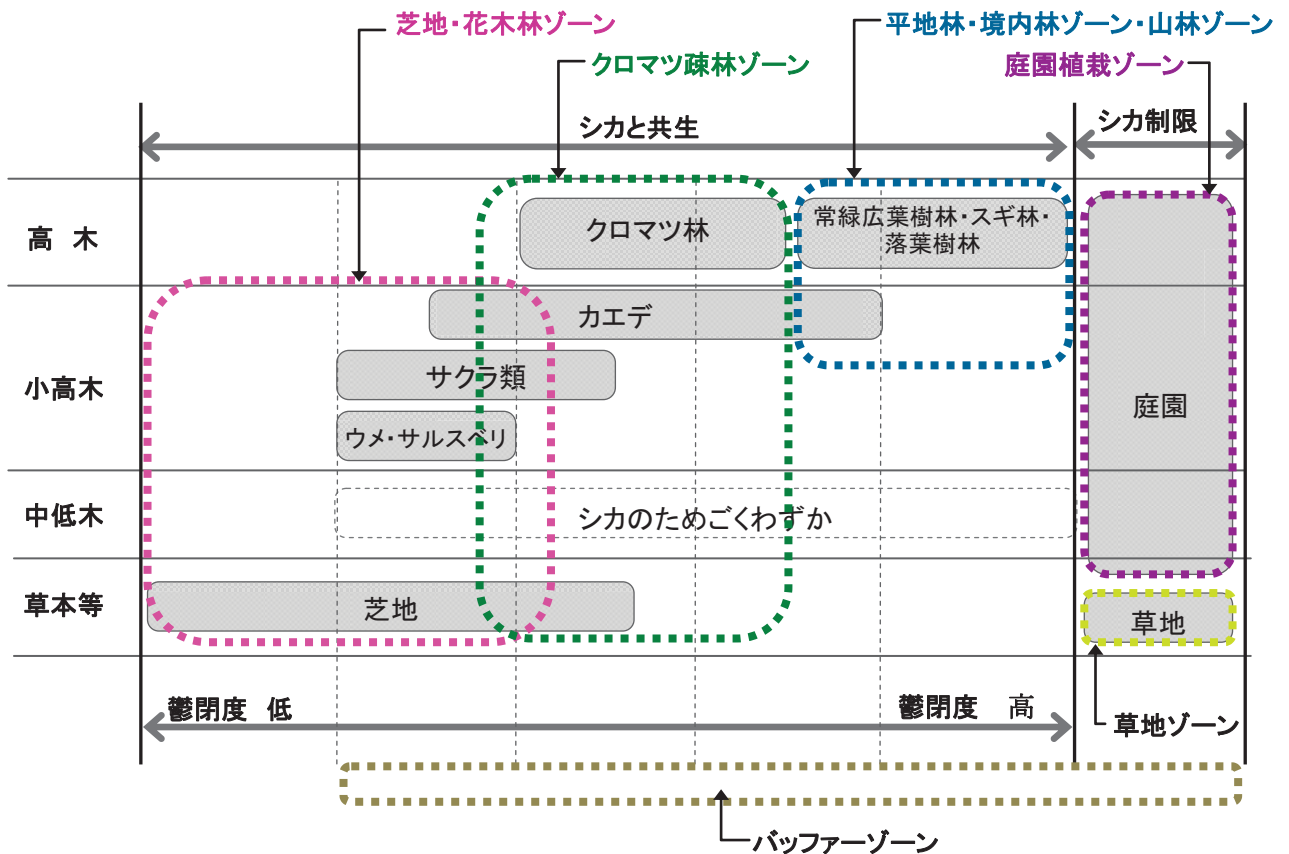 芝地・花木林ゾーン
平地林・境内林ゾーン・山林ゾーン
クロマツ疎林ゾーン
庭園植栽ゾーン
シカと共生
シカ制限
高 木
クロマツ林
常緑広葉樹林・スギ林・
落葉樹林
カエデ
小高木
サクラ類
庭園
ウメ・サルスベリ
中低木
シカのためごくわずか
草本等
芝地
草地
鬱閉度 低
鬱閉度 高
草地ゾーン
バッファーゾーン